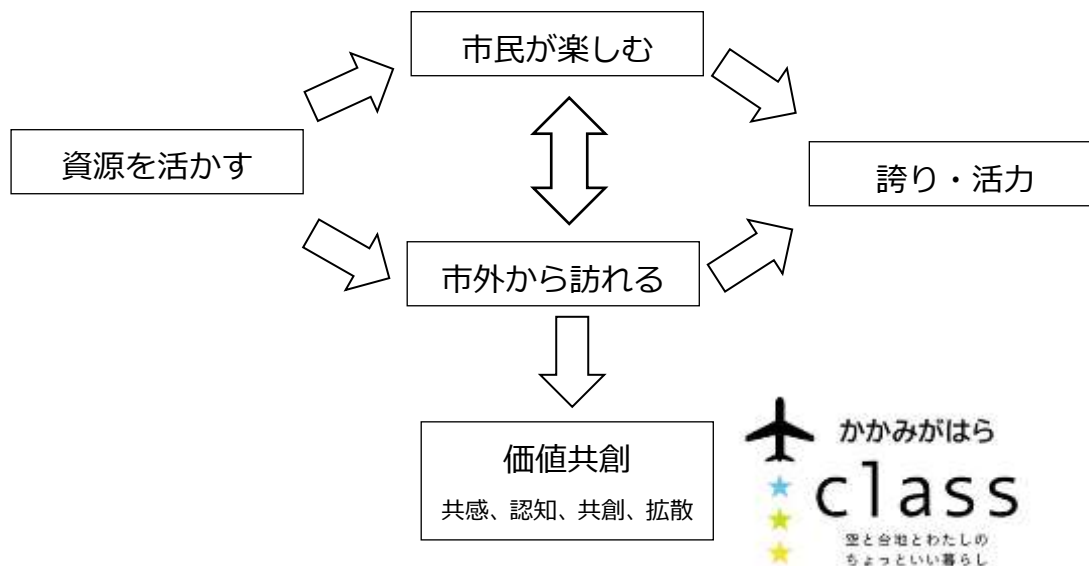 市民が楽しむ
資源を活かす
誇り・活力
市外から訪れる
価値共創
共感、認知、共創、拡散
かかみがはら
class
空と台地とわたしの
ちょっといい暮らし